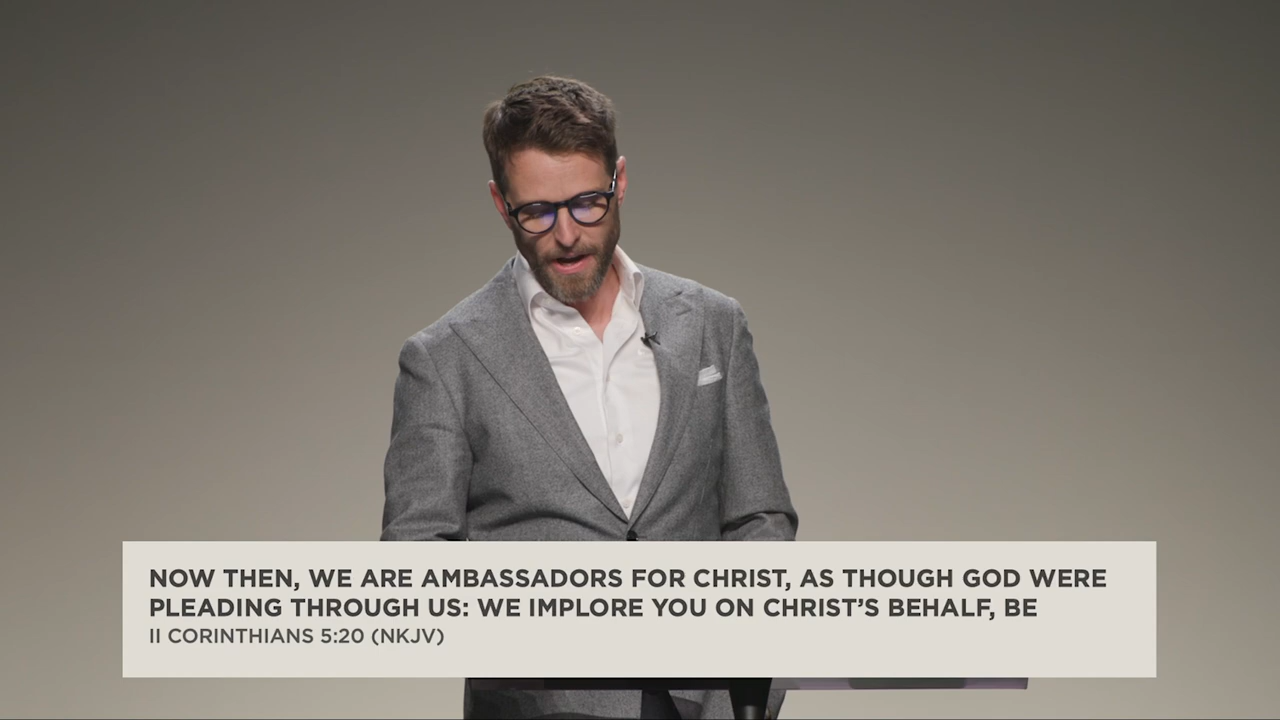 NOW THEN, WE ARE AMBASSADORS FOR CHRIST, AS THOUGH GOD WERE
PLEADING THROUGH US: WE IMPLORE YOU ON CHRIST’S BEHALF, BE
II CORINTHIANS 5:20 (NKJV)